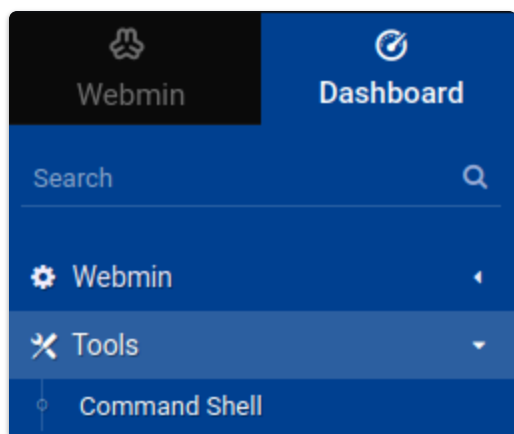 Webmin
Dashboard
Search
Webmin
Tools
Command Shell